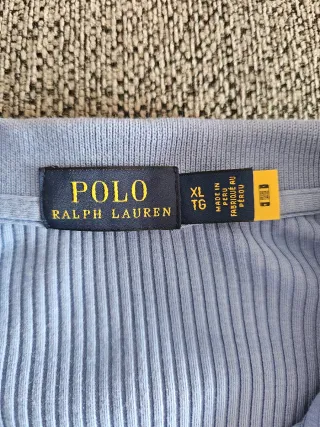 POLO
RALPH LAUREN
XL
TG
MADE IN
PERU
FABRIQUÉ AU
PÉROU